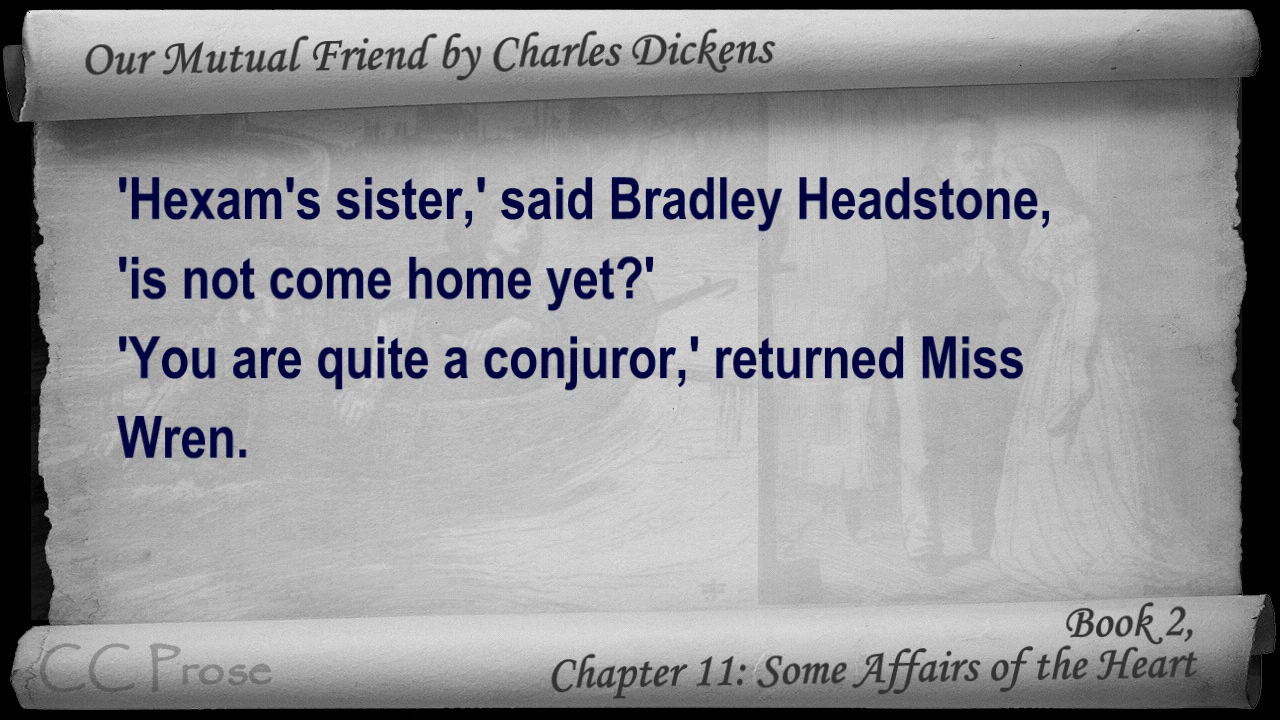 Our Mutual Friend by Charles Dickens
'Hexam's sister,' said Bradley Headstone,
'is not come home yet?'
'You are quite a conjuror,' returned Miss
Wren.
Book 2,
Chapter 11: Some Affairs of the Heart
CC Prose